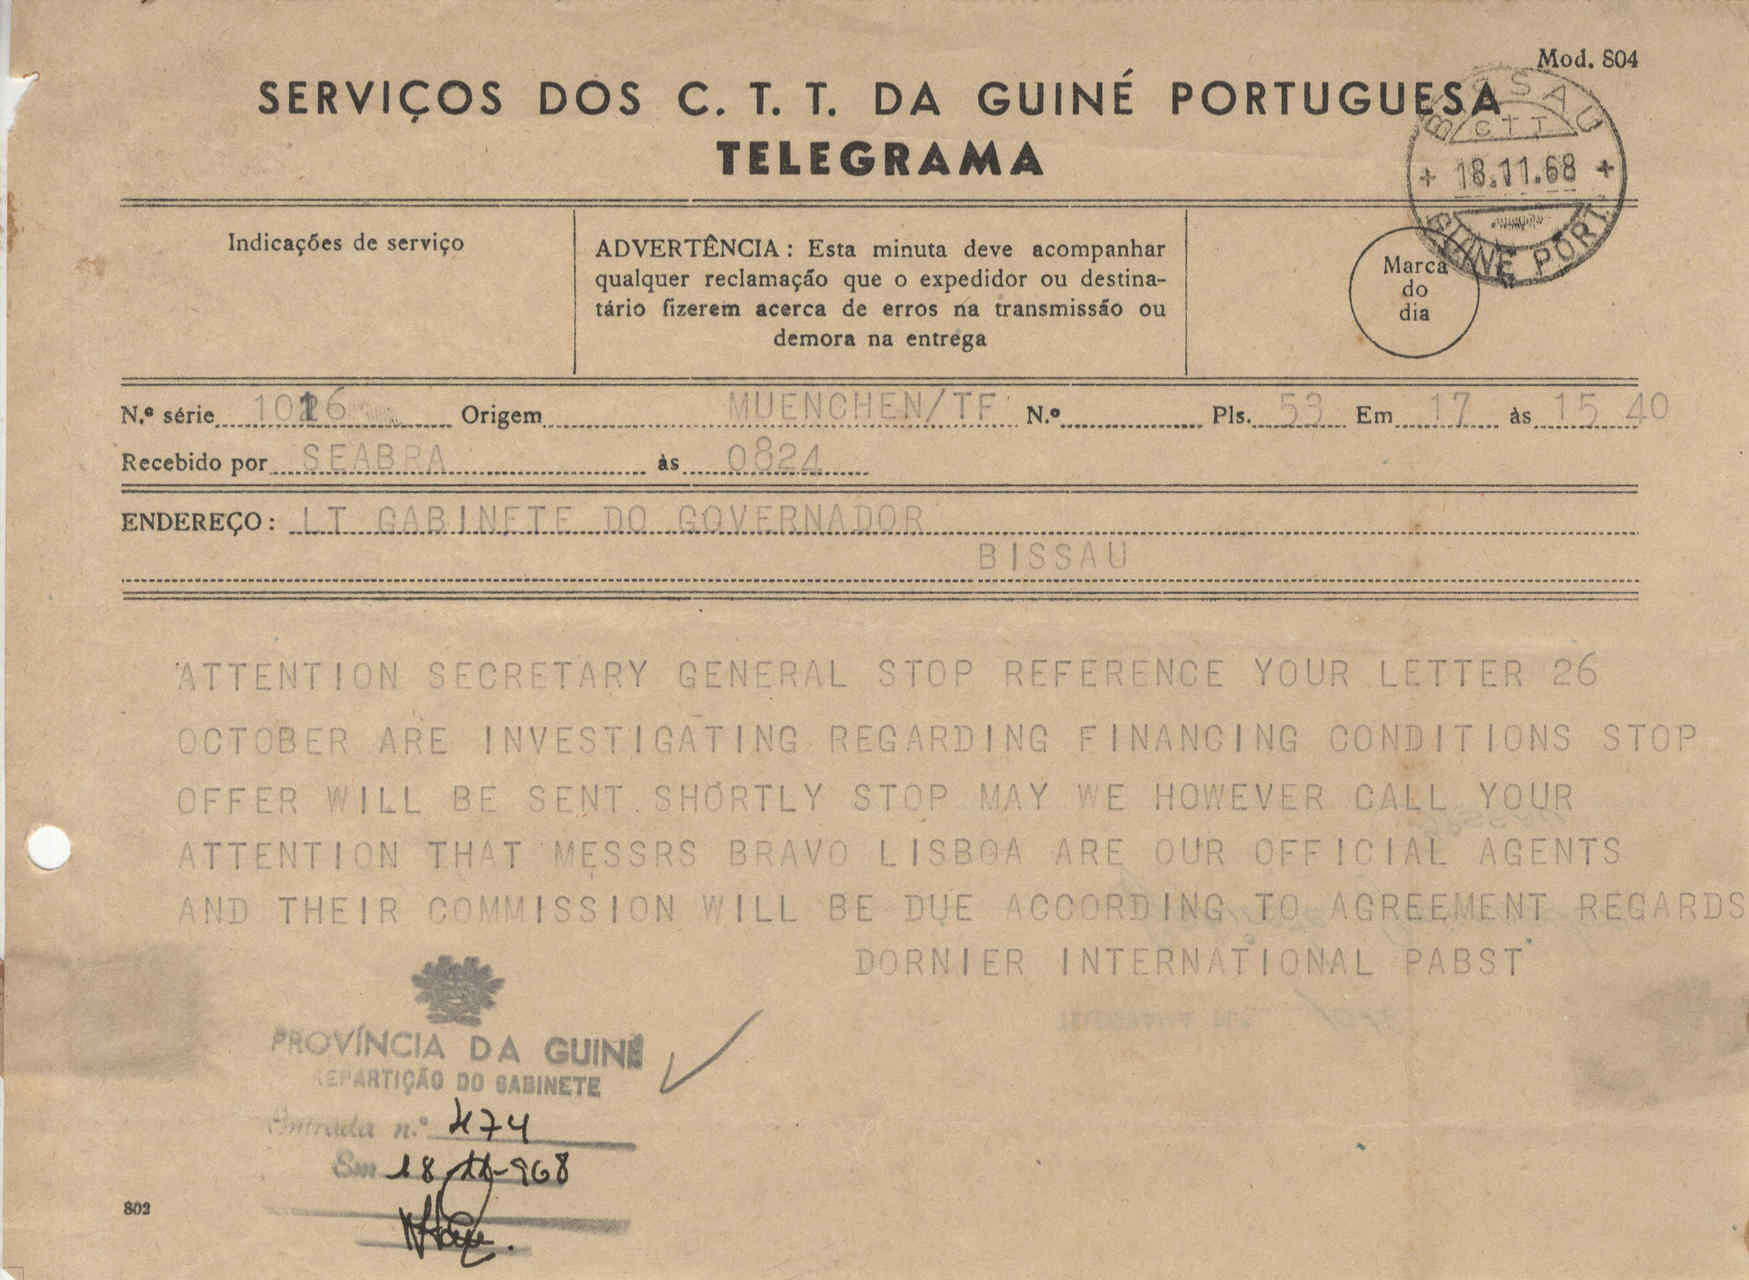 Mod. 804
SERVIÇOS DOS C. T. T. DA GUINÉ PORTUGUESA
TELEGRAMA
BISSAU
CTT
18.11.68
GUINÉ PORT.
Indicações de serviço
ADVERTÊNCIA : Esta minuta deve acompanhar
qualquer reclamação que o expedidor ou destina-
tário fizerem acerca de erros na transmissão ou
demora na entrega
Marca
do
dia
N.º série 1016 Origem MUENCHEN/TF N.º Pls. 53 Em 17 às 15 40
Recebido por SEABRA às 0824
ENDEREÇO: LT GABINETE DO GOVERNADOR
BISSAU
ATTENTION SECRETARY GENERAL STOP REFERENCE YOUR LETTER 26
OCTOBER ARE INVESTIGATING REGARDING FINANCING CONDITIONS STOP
OFFER WILL BE SENT SHORTLY STOP MAY WE HOWEVER CALL YOUR
ATTENTION THAT MESSRS BRAVO LISBOA ARE OUR OFFICIAL AGENTS
AND THEIR COMMISSION WILL BE DUE ACCORDING TO AGREEMENT REGARDS
DORNIER INTERNATIONAL PABST
PROVÍNCIA DA GUINÉ
REPARTIÇÃO DO GABINETE
Entrada n.º 474
Em 18-11-968
802